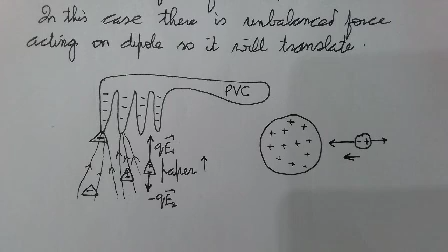 In this case there is unbalanced force
acting on dipole so it will translate.
PVC
qE₁
paper ↑
-qE₂